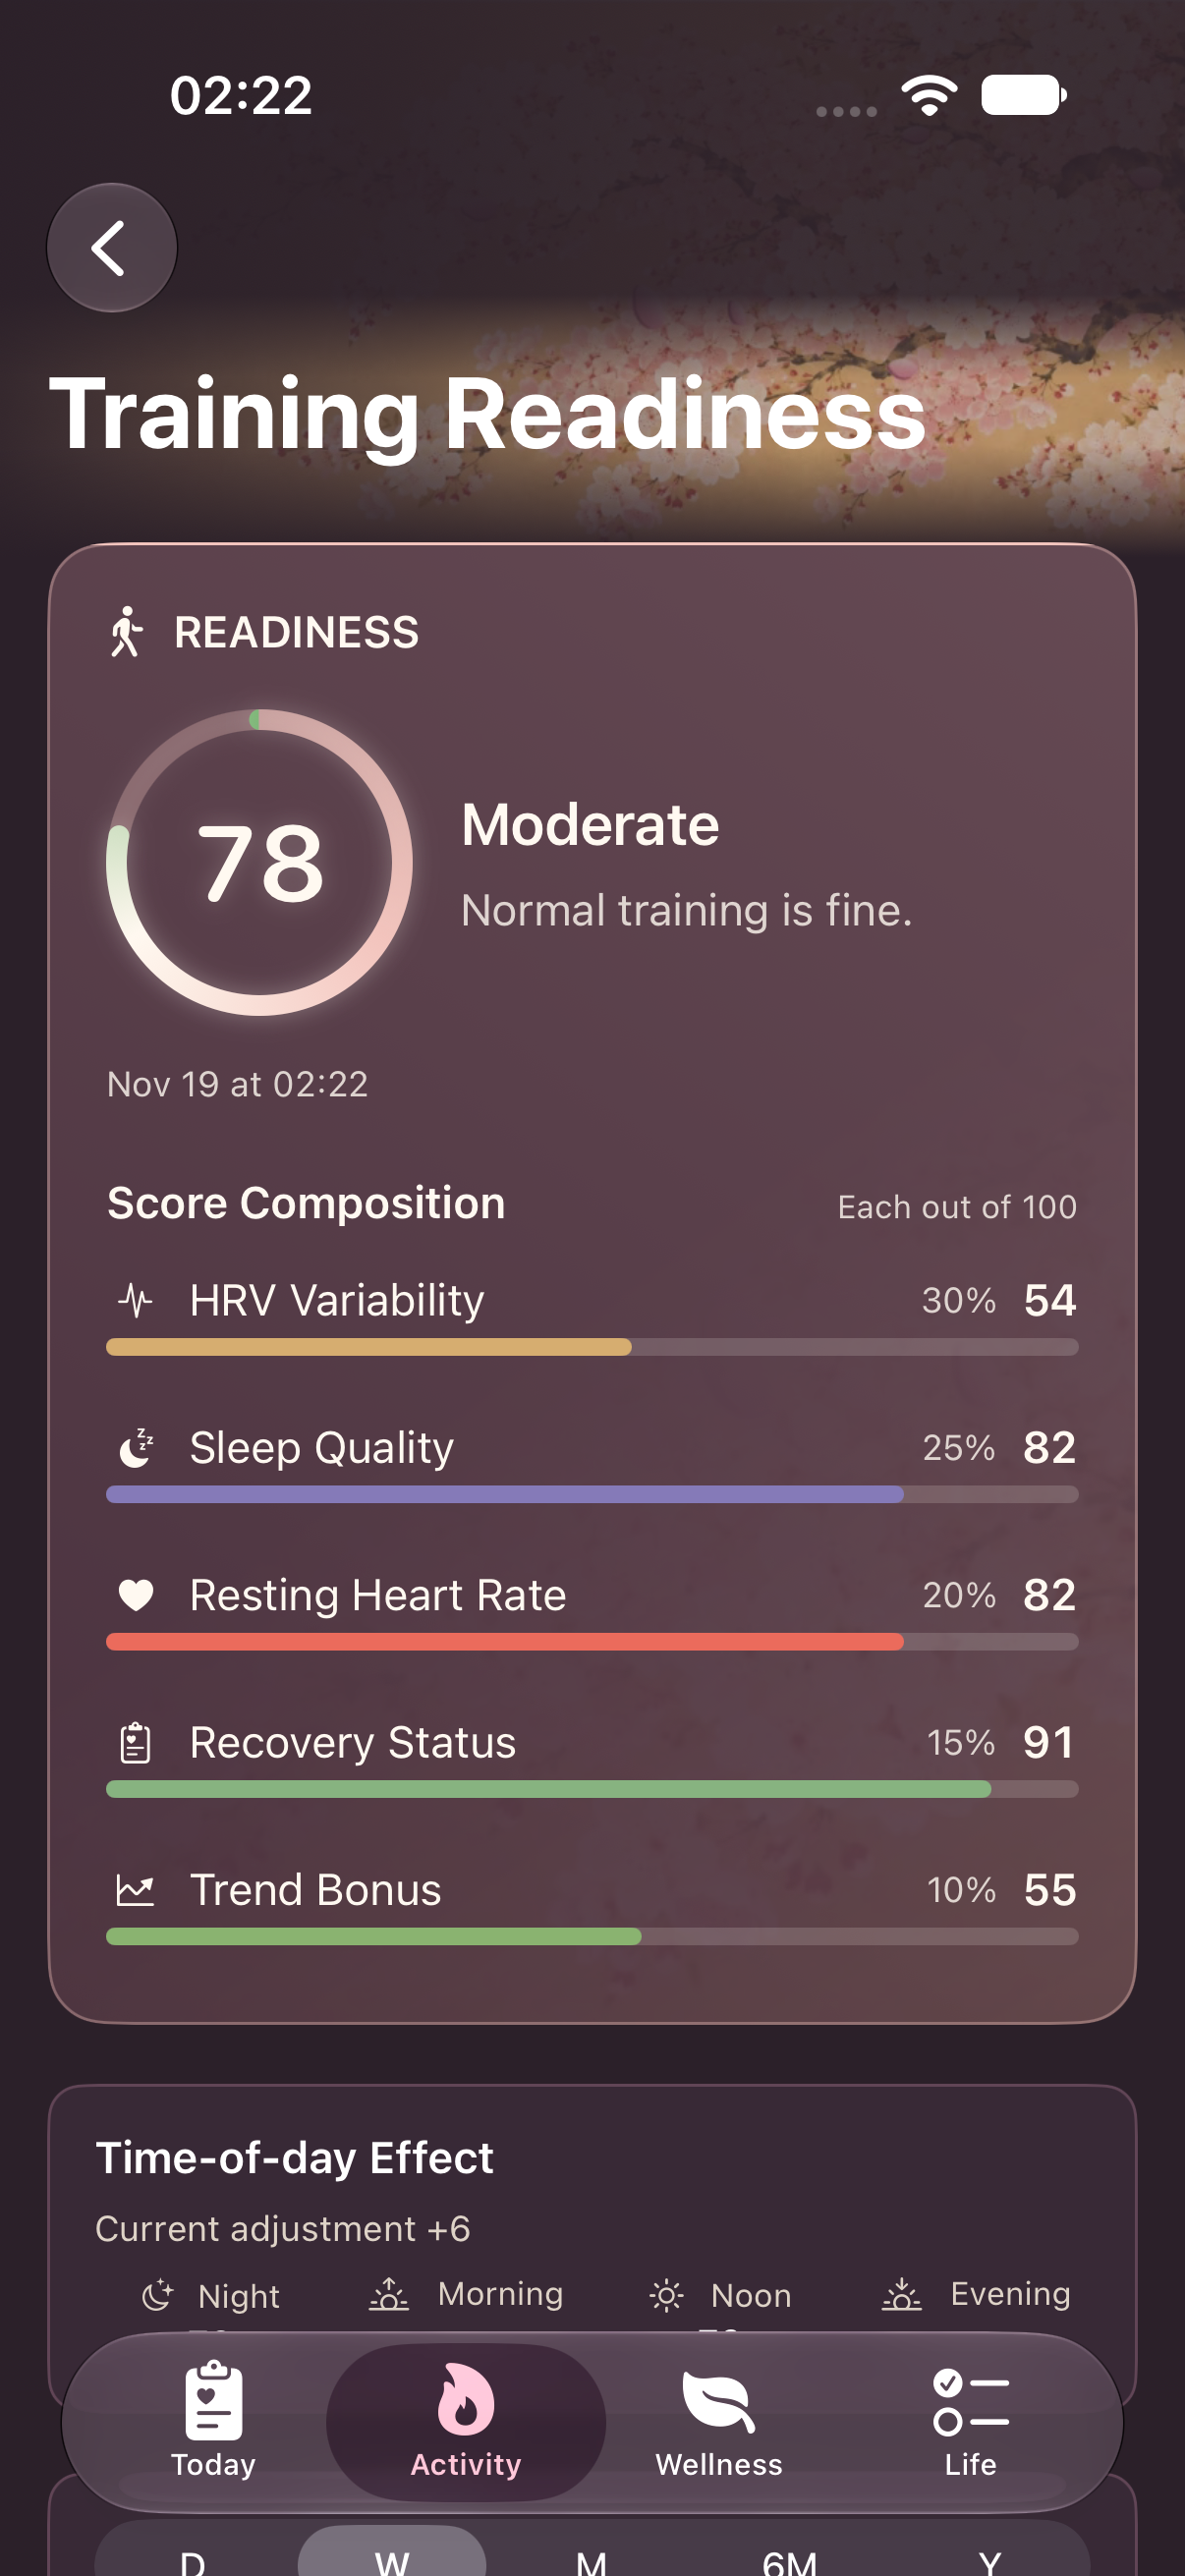 02:22
Training Readiness
READINESS
78
Moderate
Normal training is fine.
Nov 19 at 02:22
Score Composition Each out of 100
HRV Variability 30% 54
Sleep Quality 25% 82
Resting Heart Rate 20% 82
Recovery Status 15% 91
Trend Bonus 10% 55
Time-of-day Effect
Current adjustment +6
Night Morning Noon Evening
Today Activity Wellness Life
D W M 6M Y